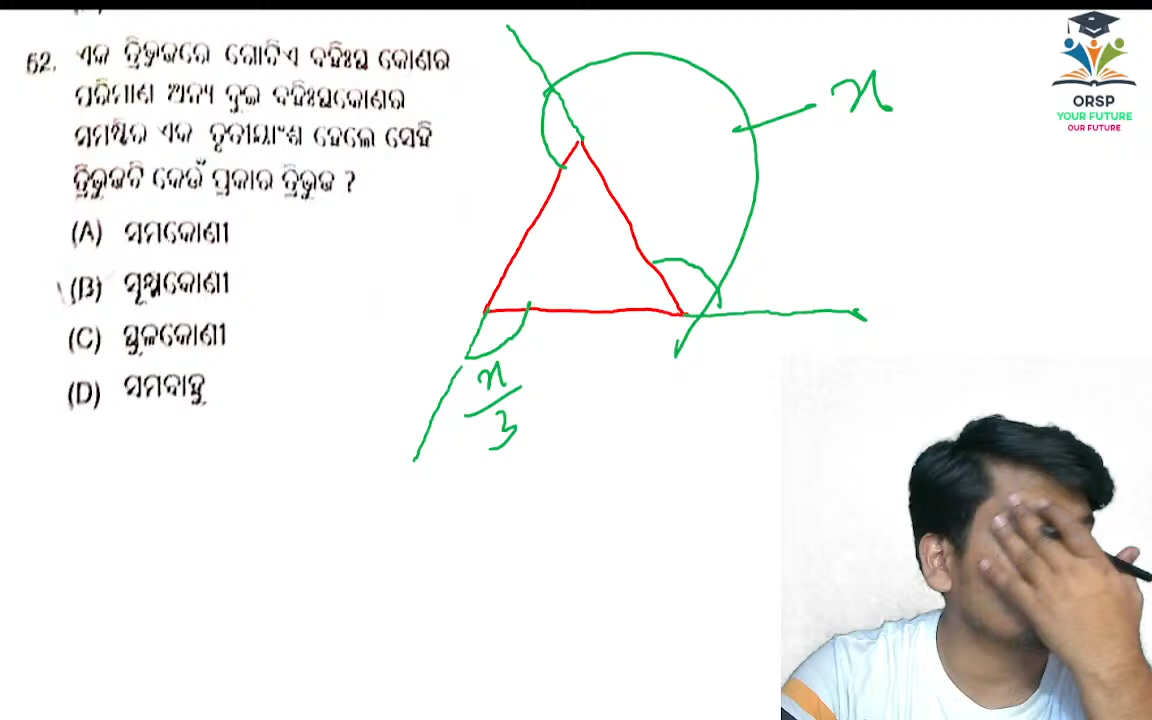 62. ଏକ ତ୍ରିଭୁଜରେ ଗୋଟିଏ ବହିଃସ୍ଥ କୋଣର
ପରିମାଣ ଅନ୍ୟ ଦୁଇ ବହିଃସ୍ଥକୋଣର
ସମଷ୍ଟିର ଏକ ତୃତୀୟାଂଶ ହେଲେ ସେହି
ତ୍ରିଭୁଜଟି କେଉଁ ପ୍ରକାର ତ୍ରିଭୁଜ ?
(A) ସମକୋଣୀ
(B) ସୂକ୍ଷ୍ମକୋଣୀ
(C) ସ୍ଥୂଳକୋଣୀ
(D) ସମବାହୁ
x
x/3
ORSP
YOUR FUTURE
OUR FUTURE